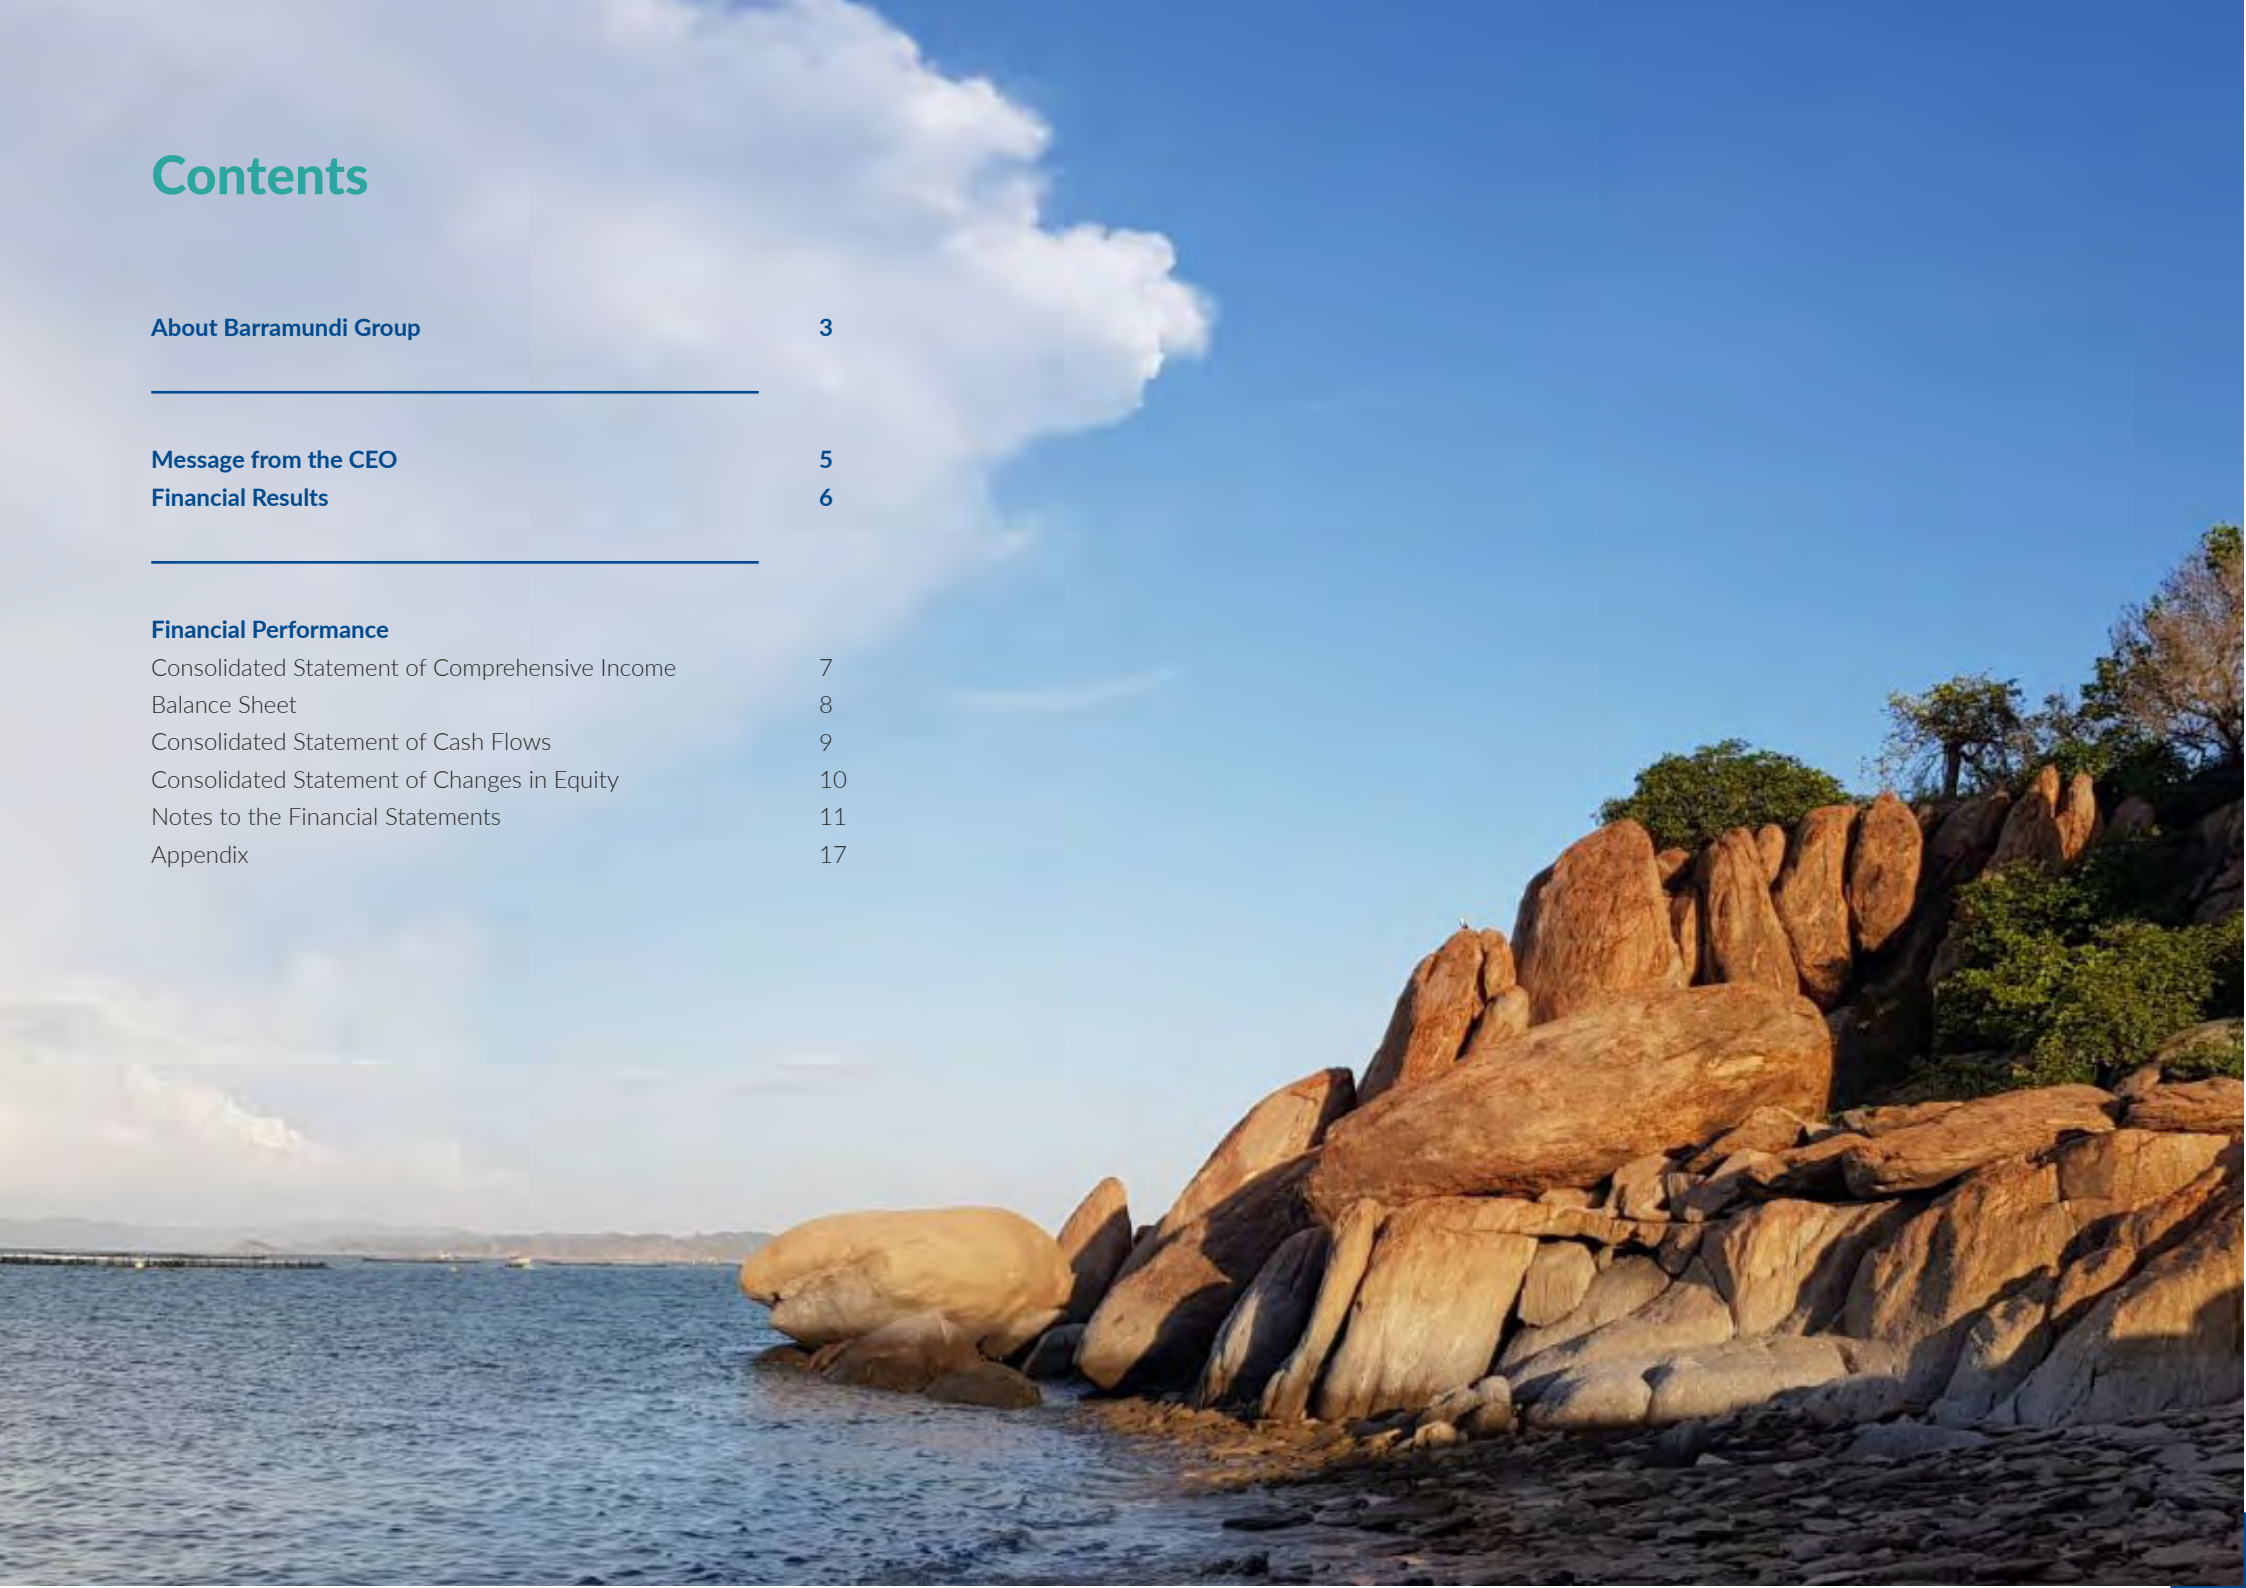 Contents
About Barramundi Group 3
Message from the CEO 5
Financial Results 6
Financial Performance
Consolidated Statement of Comprehensive Income 7
Balance Sheet 8
Consolidated Statement of Cash Flows 9
Consolidated Statement of Changes in Equity 10
Notes to the Financial Statements 11
Appendix 17